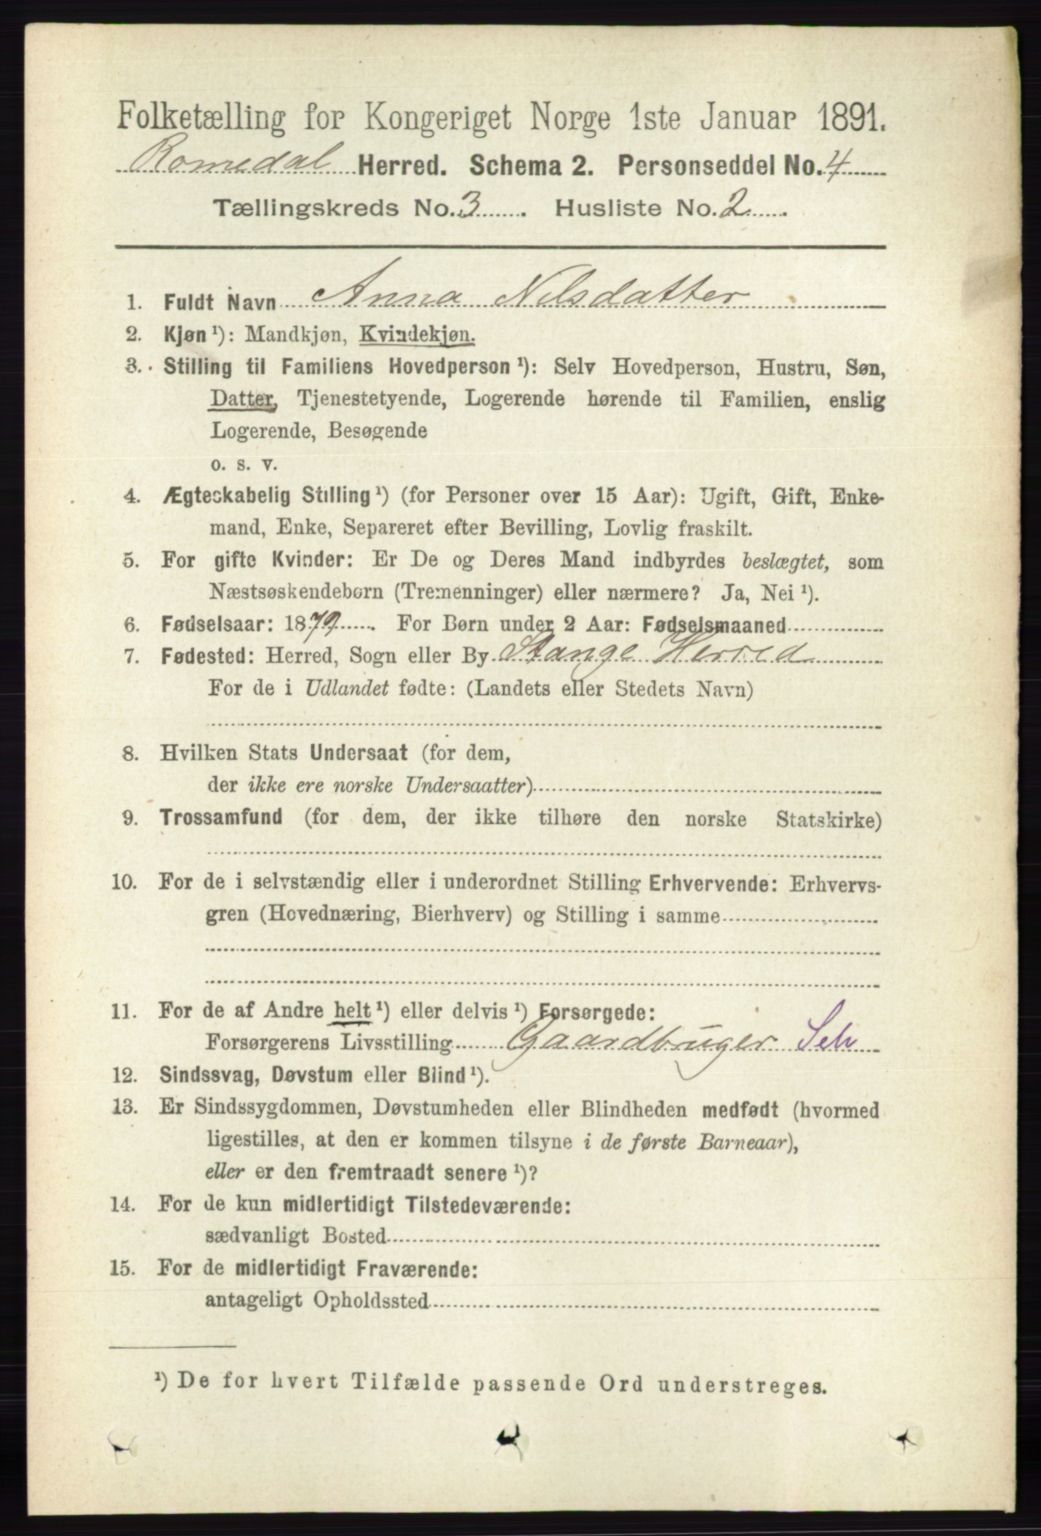 Folketælling for Kongeriget Norge 1ste Januar 1891.
Romedal Herred. Schema 2. Personseddel No. 4
Tællingskreds No. 3. Husliste No. 2
1. Fuldt Navn Anna Nilsdatter
2. Kjøn¹): Mandkjøn, Kvindekjøn.
3. Stilling til Familiens Hovedperson¹): Selv Hovedperson, Hustru, Søn,
Datter, Tjenestetyende, Logerende hørende til Familien, enslig
Logerende, Besøgende
o. s. v.
4. Ægteskabelig Stilling¹) (for Personer over 15 Aar): Ugift, Gift, Enke-
mand, Enke, Separeret efter Bevilling, Lovlig fraskilt.
5. For gifte Kvinder: Er De og Deres Mand indbyrdes beslægtet, som
Næstsøskendebørn (Tremenninger) eller nærmere? Ja, Nei¹).
6. Fødselsaar: 1879. For Børn under 2 Aar: Fødselsmaaned
7. Fødested: Herred, Sogn eller By Stange Herred
For de i Udlandet fødte: (Landets eller Stedets Navn)
8. Hvilken Stats Undersaat (for dem,
der ikke ere norske Undersaatter)
9. Trossamfund (for dem, der ikke tilhøre den norske Statskirke)
10. For de i selvstændig eller i underordnet Stilling Erhvervende: Erhvervs-
gren (Hovednæring, Bierhverv) og Stilling i samme
11. For de af Andre helt¹) eller delvis¹) Forsørgede:
Forsørgerens Livsstilling Gaardbruger Selv
12. Sindssvag, Døvstum eller Blind¹).
13. Er Sindssygdommen, Døvstumheden eller Blindheden medfødt (hvormed
ligestilles, at den er kommen tilsyne i de første Barneaar),
eller er den fremtraadt senere¹)?
14. For de kun midlertidigt Tilstedeværende:
sædvanligt Bosted
15. For de midlertidigt Fraværende:
antageligt Opholdssted
¹) De for hvert Tilfælde passende Ord understreges.